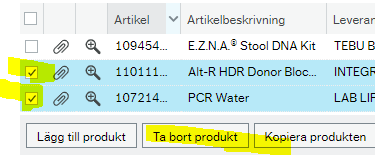 Artikel Artikelbeskrivning Leveran
109454... E.Z.N.A.® Stool DNA Kit TEBU B
110111... Alt-R HDR Donor Bloc... INTEGR
107214... PCR Water LAB LIF
Lägg till produkt Ta bort produkt Kopiera produkten